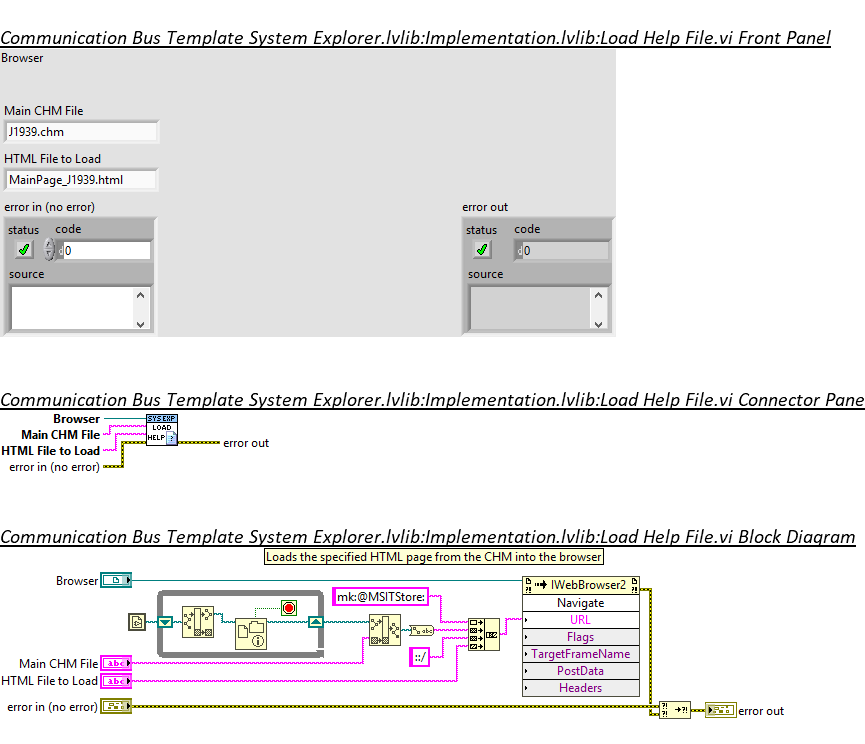 Communication Bus Template System Explorer.lvlib:Implementation.lvlib:Load Help File.vi Front Panel
Browser
Main CHM File
J1939.chm
HTML File to Load
MainPage_J1939.html
error in (no error)
error out
status code
status code
0
0
source
source
Communication Bus Template System Explorer.lvlib:Implementation.lvlib:Load Help File.vi Connector Pane
Browser
SYS EXP
Main CHM File
LOAD
HTML File to Load
HELP ?
error in (no error)
error out
Communication Bus Template System Explorer.lvlib:Implementation.lvlib:Load Help File.vi Block Diagram
Loads the specified HTML page from the CHM into the browser
Browser
IWebBrowser2
mk:@MSITStore:
Navigate
URL
Flags
::/
TargetFrameName
Main CHM File
abc
PostData
HTML File to Load
abc
Headers
error in (no error)
error out